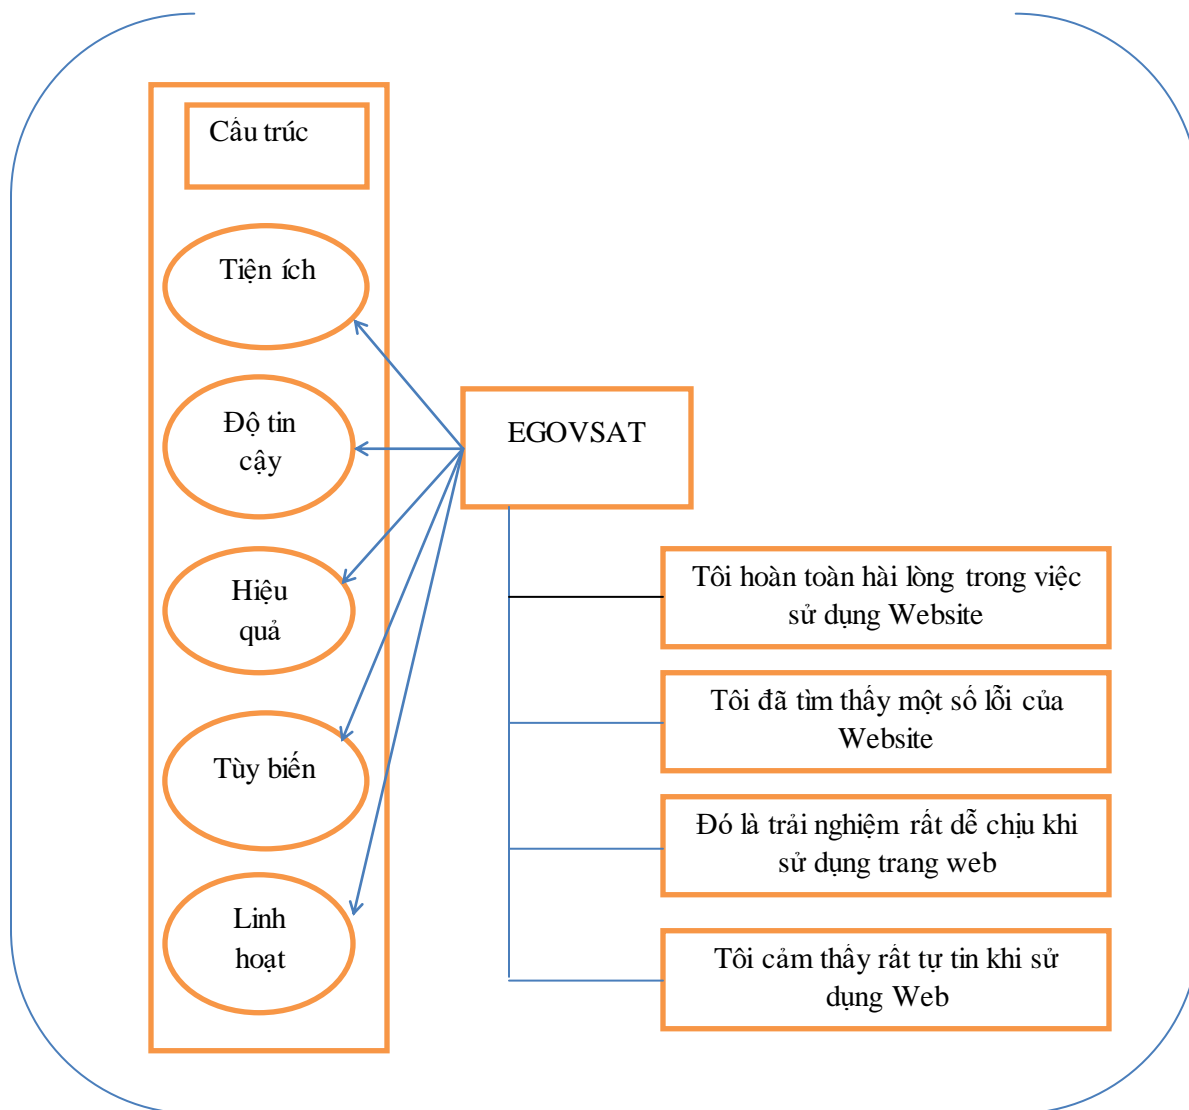 Cấu trúc
Tiện ích
Độ tin
cậy
Hiệu
quả
Tùy biến
Linh
hoạt
EGOVSAT
Tôi hoàn toàn hài lòng trong việc
sử dụng Website
Tôi đã tìm thấy một số lỗi của
Website
Đó là trải nghiệm rất dễ chịu khi
sử dụng trang web
Tôi cảm thấy rất tự tin khi sử
dụng Web